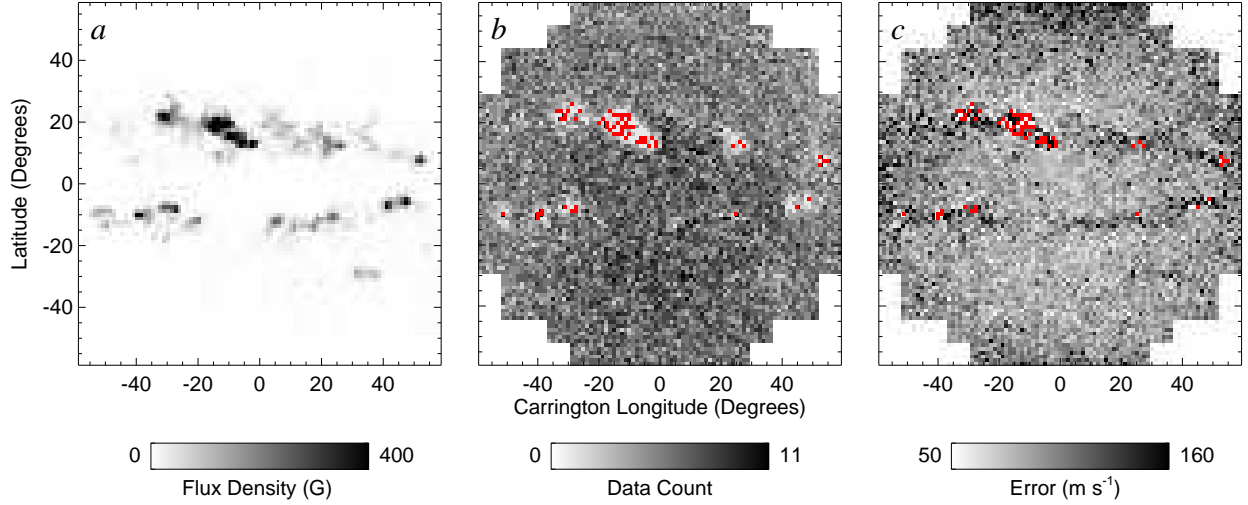 a b c
40
20
0
-20
-40
Latitude (Degrees)
-40 -20 0 20 40 -40 -20 0 20 40 -40 -20 0 20 40
Carrington Longitude (Degrees)
0 400 0 11 50 160
Flux Density (G) Data Count Error (m s⁻¹)